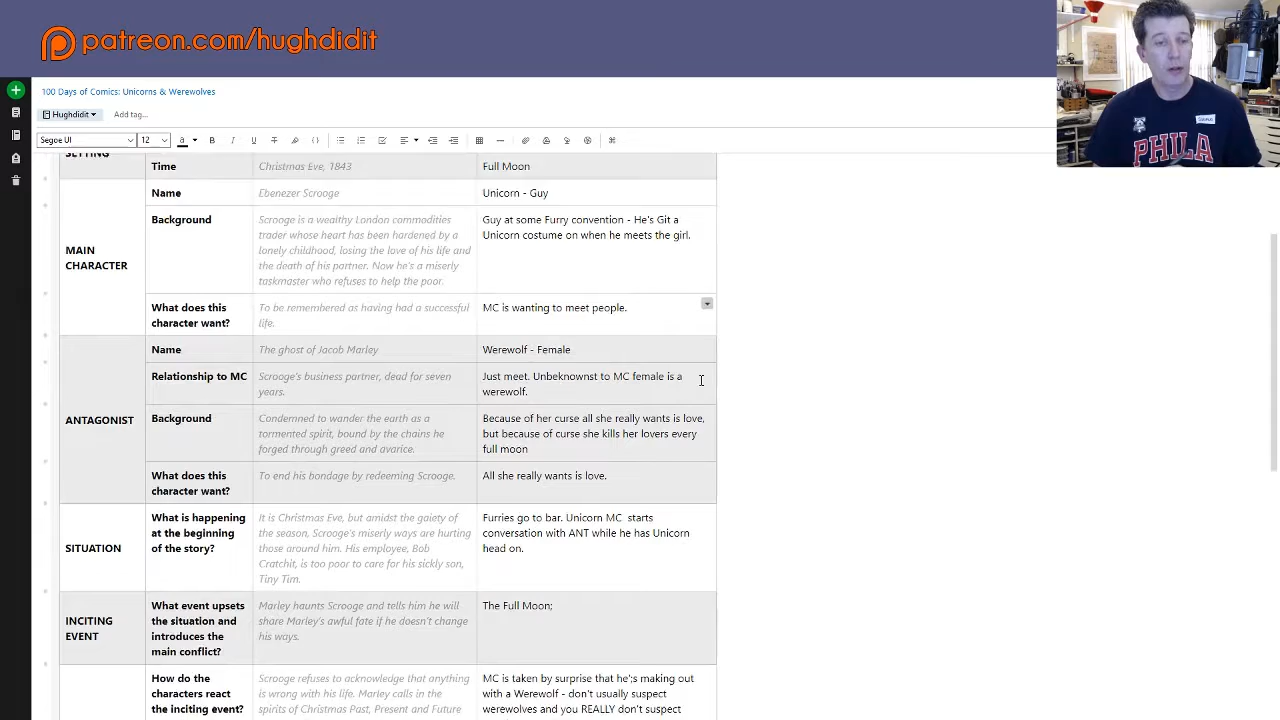 patreon.com/hughdidit
100 Days of Comics: Unicorns & Werewolves
Hughdidit
Add tag...
Segoe UI
12
a
B
I
U
T
SETTING
Time
Christmas Eve, 1843
Full Moon
MAIN
CHARACTER
Name
Ebenezer Scrooge
Unicorn - Guy
Background
Scrooge is a wealthy London commodities
trader whose heart has been hardened by a
lonely childhood, losing the love of his life and
the death of his partner. Now he's a miserly
taskmaster who refuses to help the poor.
Guy at some Furry convention - He's Git a
Unicorn costume on when he meets the girl.
What does this
character want?
To be remembered as having had a successful
life.
MC is wanting to meet people.
ANTAGONIST
Name
The ghost of Jacob Marley
Werewolf - Female
Relationship to MC
Scrooge's business partner, dead for seven
years.
Just meet. Unbeknownst to MC female is a
werewolf.
Background
Condemned to wander the earth as a
tormented spirit, bound by the chains he
forged through greed and avarice.
Because of her curse all she really wants is love,
but because of curse she kills her lovers every
full moon
What does this
character want?
To end his bondage by redeeming Scrooge.
All she really wants is love.
SITUATION
What is happening
at the beginning
of the story?
It is Christmas Eve, but amidst the gaiety of
the season, Scrooge's miserly ways are hurting
those around him. His employee, Bob
Cratchit, is too poor to care for his sickly son,
Tiny Tim.
Furries go to bar. Unicorn MC starts
conversation with ANT while he has Unicorn
head on.
INCITING
EVENT
What event upsets
the situation and
introduces the
main conflict?
Marley haunts Scrooge and tells him he will
share Marley's awful fate if he doesn't change
his ways.
The Full Moon;
How do the
characters react
the inciting event?
Scrooge refuses to acknowledge that anything
is wrong with his life. Marley calls in the
spirits of Christmas Past, Present and Future
MC is taken by surprise that he's making out
with a Werewolf - don't usually suspect
werewolves and you REALLY don't suspect
PHILA